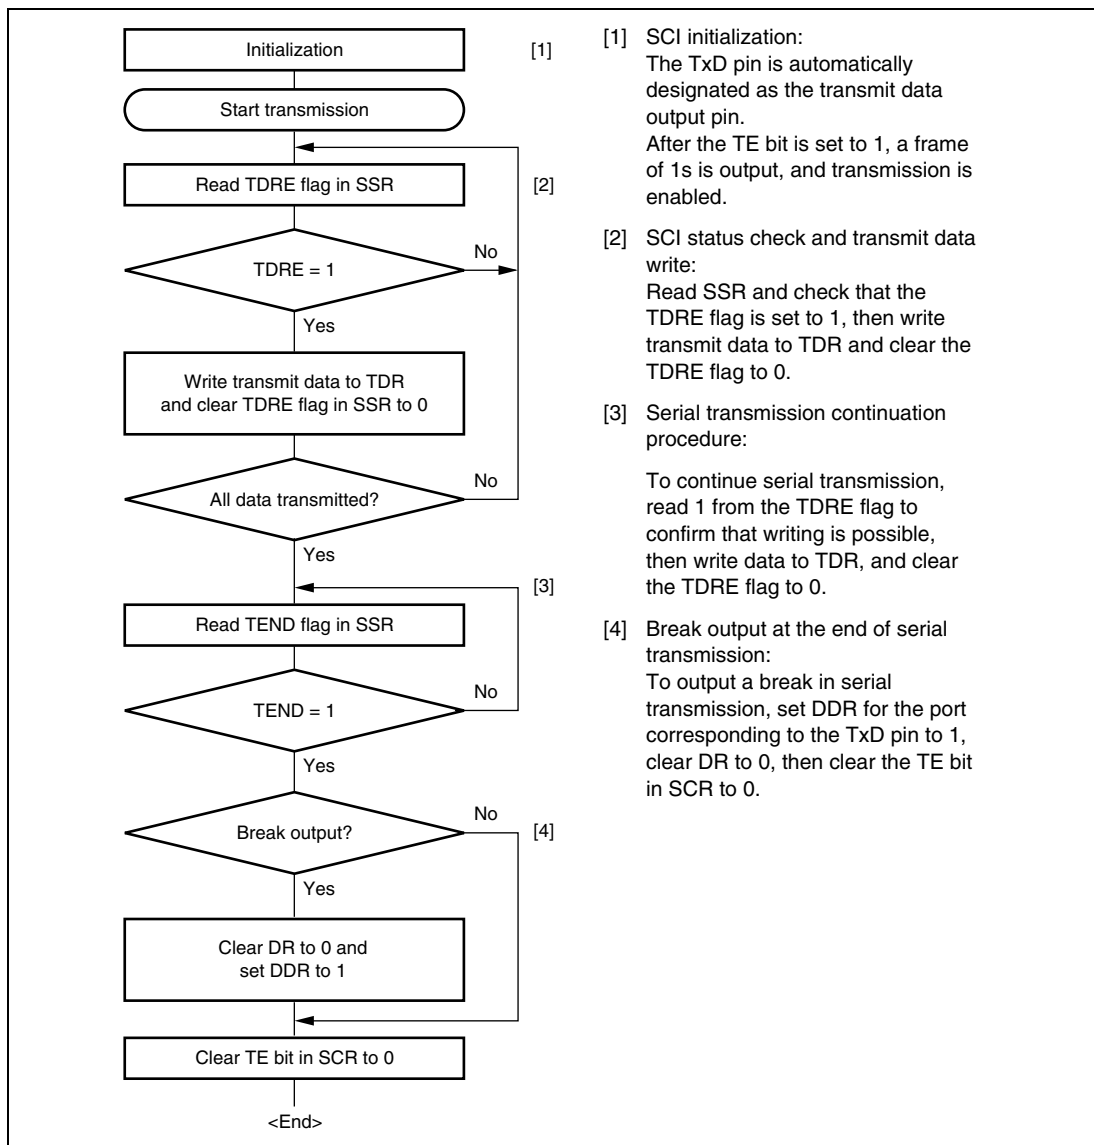 Initialization
[1]
Start transmission
Read TDRE flag in SSR
[2]
No
TDRE = 1
Yes
Write transmit data to TDR
and clear TDRE flag in SSR to 0
No
All data transmitted?
Yes
[3]
Read TEND flag in SSR
No
TEND = 1
Yes
No
Break output?
[4]
Yes
Clear DR to 0 and
set DDR to 1
Clear TE bit in SCR to 0
<End>
[1] SCI initialization:
The TxD pin is automatically
designated as the transmit data
output pin.
After the TE bit is set to 1, a frame
of 1s is output, and transmission is
enabled.
[2] SCI status check and transmit data
write:
Read SSR and check that the
TDRE flag is set to 1, then write
transmit data to TDR and clear the
TDRE flag to 0.
[3] Serial transmission continuation
procedure:
To continue serial transmission,
read 1 from the TDRE flag to
confirm that writing is possible,
then write data to TDR, and clear
the TDRE flag to 0.
[4] Break output at the end of serial
transmission:
To output a break in serial
transmission, set DDR for the port
corresponding to the TxD pin to 1,
clear DR to 0, then clear the TE bit
in SCR to 0.